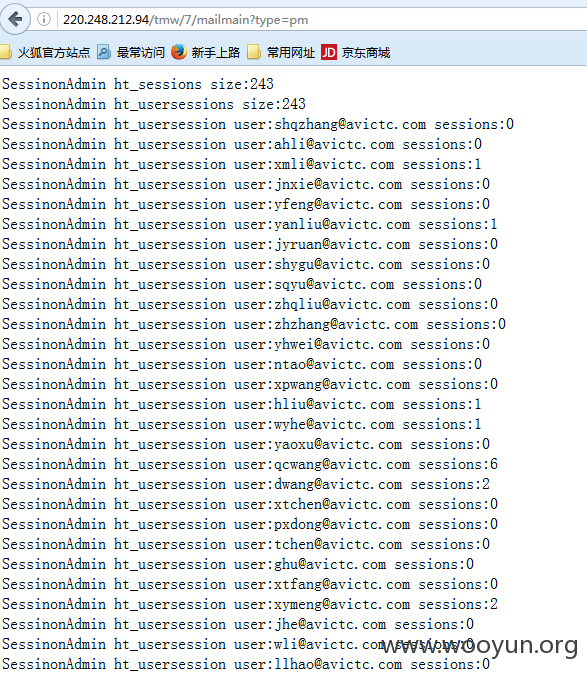 220.248.212.94/tmw/7/mailmain?type=pm
火狐官方站点 最常访问 新手上路 常用网址 JD 京东商城
SessinonAdmin ht_sessions size:243
SessinonAdmin ht_usersessions size:243
SessinonAdmin ht_usersession user:shqzhang@avictc.com sessions:0
SessinonAdmin ht_usersession user:ahli@avictc.com sessions:0
SessinonAdmin ht_usersession user:xmli@avictc.com sessions:1
SessinonAdmin ht_usersession user:jnxie@avictc.com sessions:0
SessinonAdmin ht_usersession user:yfeng@avictc.com sessions:0
SessinonAdmin ht_usersession user:yanliu@avictc.com sessions:1
SessinonAdmin ht_usersession user:jyruan@avictc.com sessions:0
SessinonAdmin ht_usersession user:shygu@avictc.com sessions:0
SessinonAdmin ht_usersession user:sqyu@avictc.com sessions:0
SessinonAdmin ht_usersession user:zhqliu@avictc.com sessions:0
SessinonAdmin ht_usersession user:zhzhang@avictc.com sessions:0
SessinonAdmin ht_usersession user:yhwei@avictc.com sessions:0
SessinonAdmin ht_usersession user:ntao@avictc.com sessions:0
SessinonAdmin ht_usersession user:xpwang@avictc.com sessions:0
SessinonAdmin ht_usersession user:hliu@avictc.com sessions:1
SessinonAdmin ht_usersession user:wyhe@avictc.com sessions:1
SessinonAdmin ht_usersession user:yaoxu@avictc.com sessions:0
SessinonAdmin ht_usersession user:qcwang@avictc.com sessions:6
SessinonAdmin ht_usersession user:dwang@avictc.com sessions:2
SessinonAdmin ht_usersession user:xtchen@avictc.com sessions:0
SessinonAdmin ht_usersession user:pxdong@avictc.com sessions:0
SessinonAdmin ht_usersession user:tchen@avictc.com sessions:0
SessinonAdmin ht_usersession user:ghu@avictc.com sessions:0
SessinonAdmin ht_usersession user:xtfang@avictc.com sessions:0
SessinonAdmin ht_usersession user:xymeng@avictc.com sessions:2
SessinonAdmin ht_usersession user:jhe@avictc.com sessions:0
SessinonAdmin ht_usersession user:wli@avictc.com sessions:0
www.wooyun.org
SessinonAdmin ht_usersession user:llhao@avictc.com sessions:0